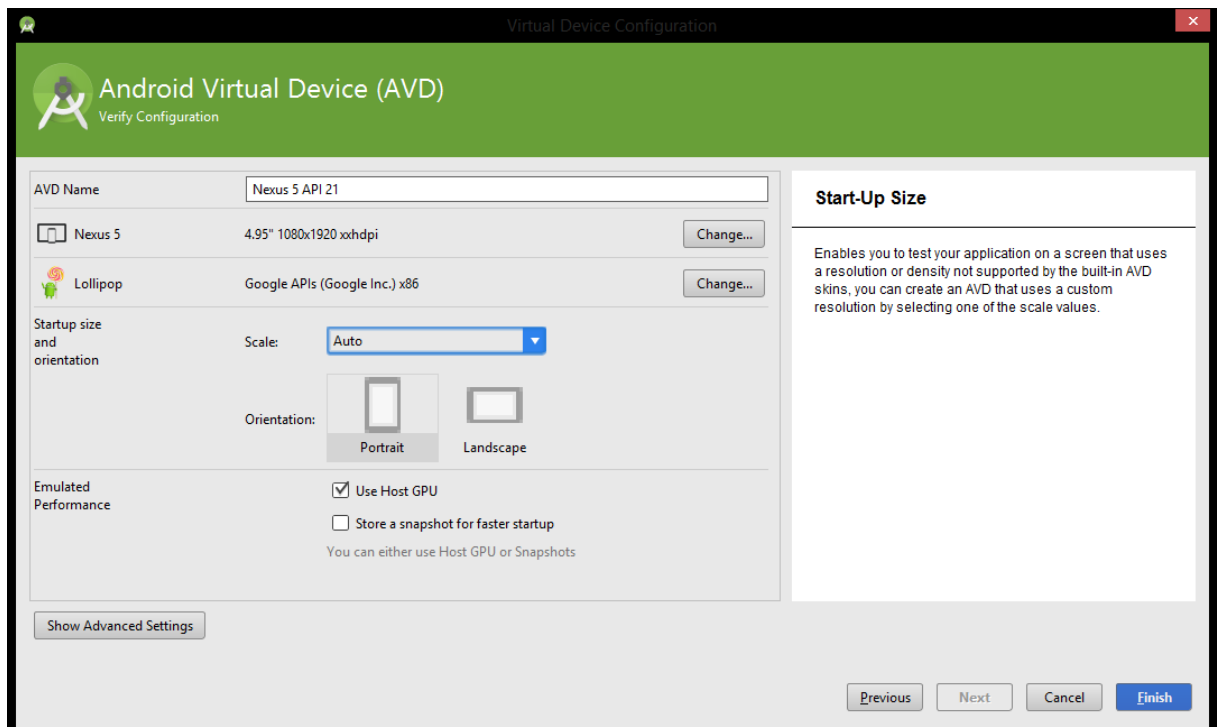 Virtual Device Configuration
Android Virtual Device (AVD)
Verify Configuration
AVD Name
Nexus 5 API 21
Nexus 5
4.95" 1080x1920 xxhdpi
Change...
Lollipop
Google APIs (Google Inc.) x86
Change...
Startup size
and
orientation
Scale:
Auto
Orientation:
Portrait
Landscape
Emulated
Performance
Use Host GPU
Store a snapshot for faster startup
You can either use Host GPU or Snapshots
Start-Up Size
Enables you to test your application on a screen that uses
a resolution or density not supported by the built-in AVD
skins, you can create an AVD that uses a custom
resolution by selecting one of the scale values.
Show Advanced Settings
Previous
Next
Cancel
Finish